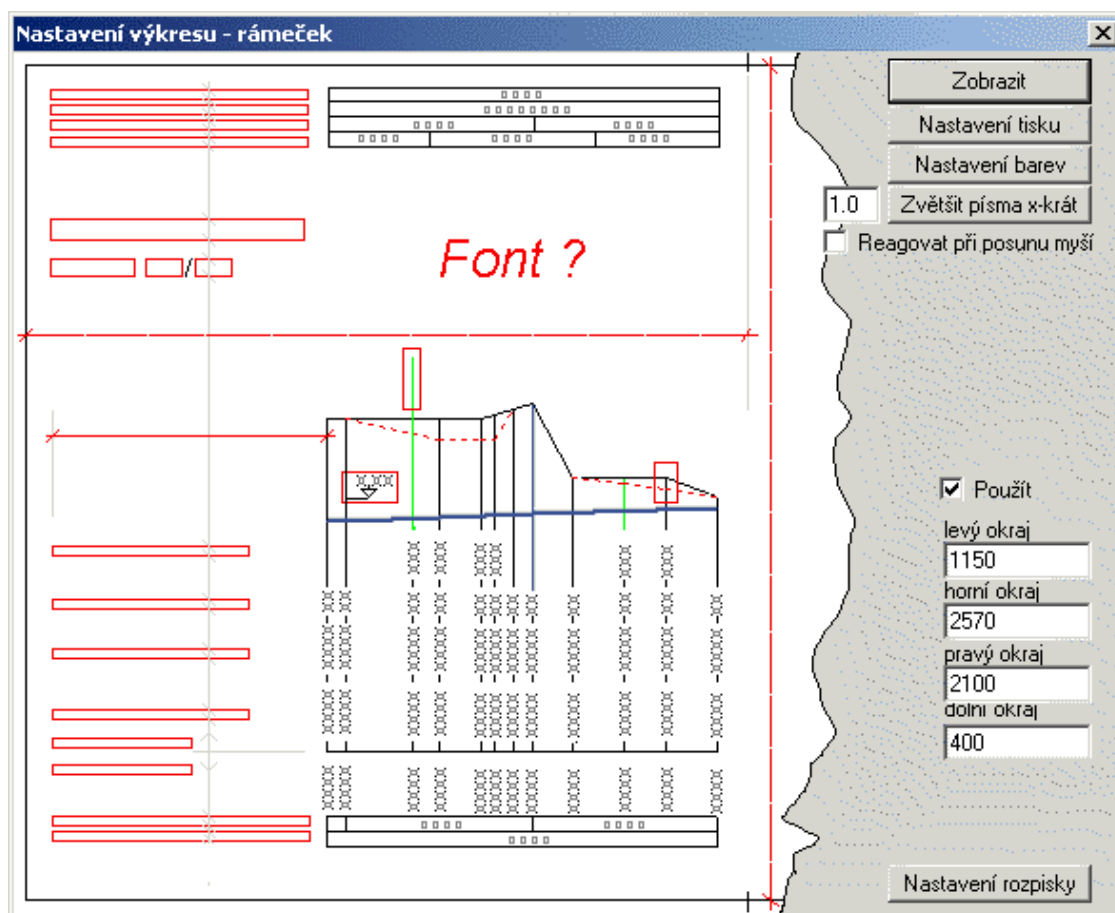 Nastavení výkresu - rámeček
Zobrazit
Nastavení tisku
Nastavení barev
1.0 Zvětšit písma x-krát
Reagovat při posunu myší
Font ?
/
Použít
levý okraj
1150
horní okraj
2570
pravý okraj
2100
dolní okraj
400
Nastavení rozpisky